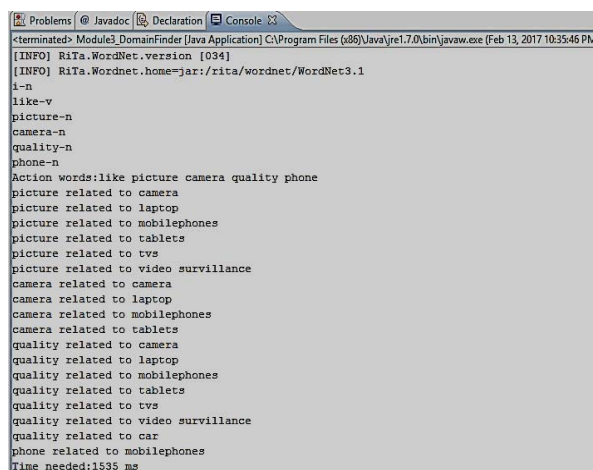 Problems @ Javadoc Declaration Console
<terminated> Module3_DomainFinder [Java Application] C:\Program Files (x86)\Java\jre1.7.0\bin\javaw.exe (Feb 13, 2017 10:35:46 PM
[INFO] RiTa.WordNet.version [034]
[INFO] RiTa.Wordnet.home=jar:/rita/wordnet/WordNet3.1
i-n
like-v
picture-n
camera-n
quality-n
phone-n
Action words:like picture camera quality phone
picture related to camera
picture related to laptop
picture related to mobilephones
picture related to tablets
picture related to tvs
picture related to video survillance
camera related to camera
camera related to laptop
camera related to mobilephones
camera related to tablets
quality related to camera
quality related to laptop
quality related to mobilephones
quality related to tablets
quality related to tvs
quality related to video survillance
quality related to car
phone related to mobilephones
Time needed:1535 ms